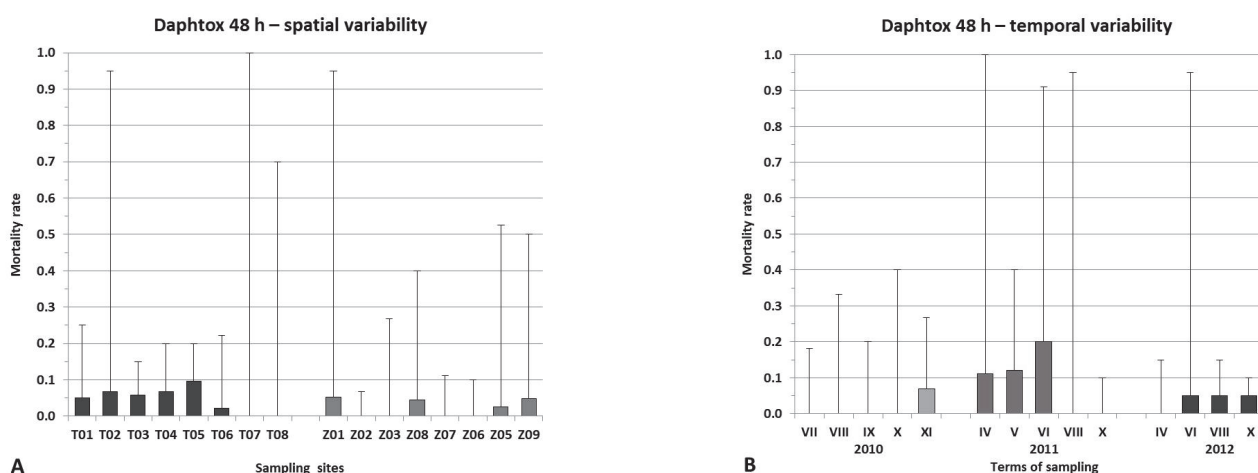 Daphtox 48 h – spatial variability
Mortality rate
1.0
0.9
0.8
0.7
0.6
0.5
0.4
0.3
0.2
0.1
0.0
T01 T02 T03 T04 T05 T06 T07 T08 Z01 Z02 Z03 Z08 Z07 Z06 Z05 Z09
Sampling sites
A
Daphtox 48 h – temporal variability
Mortality rate
1.0
0.9
0.8
0.7
0.6
0.5
0.4
0.3
0.2
0.1
0.0
VII VIII IX X XI IV V VI VIII X IV VI VIII X
2010 2011 2012
Terms of sampling
B